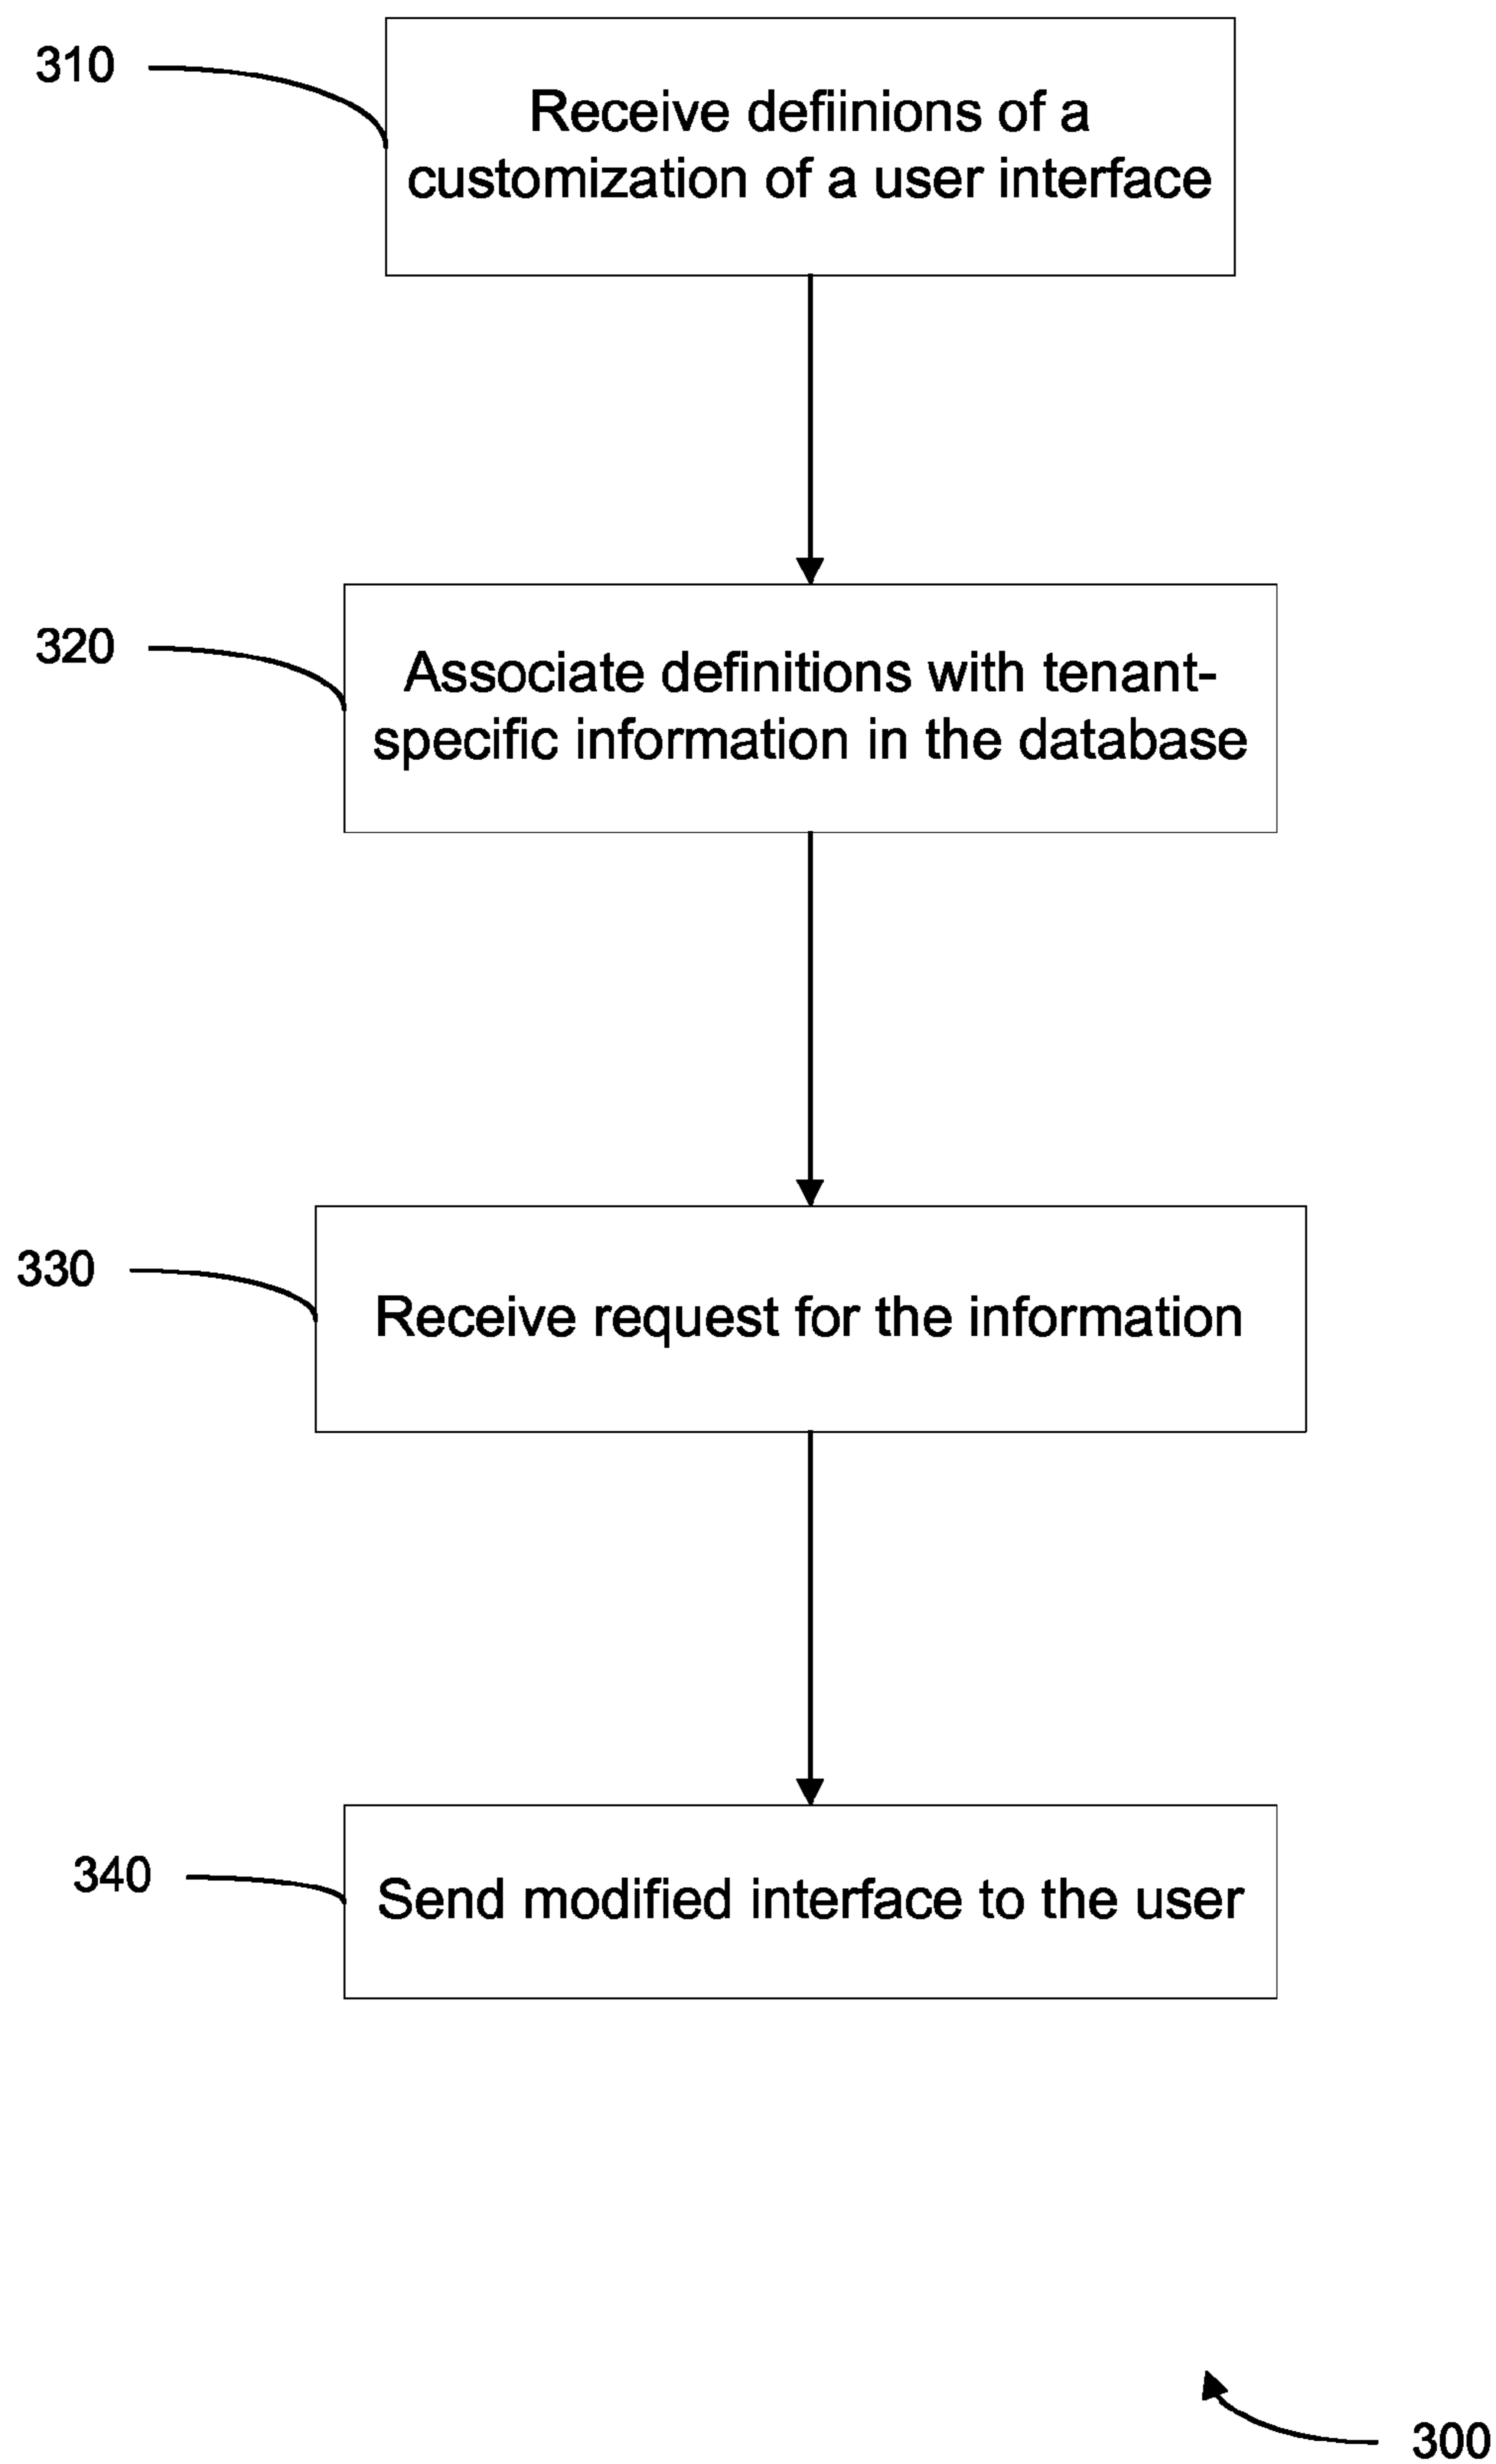 310
Receive defiinions of a
customization of a user interface
320
Associate definitions with tenant-
specific information in the database
330
Receive request for the information
340
Send modified interface to the user
300